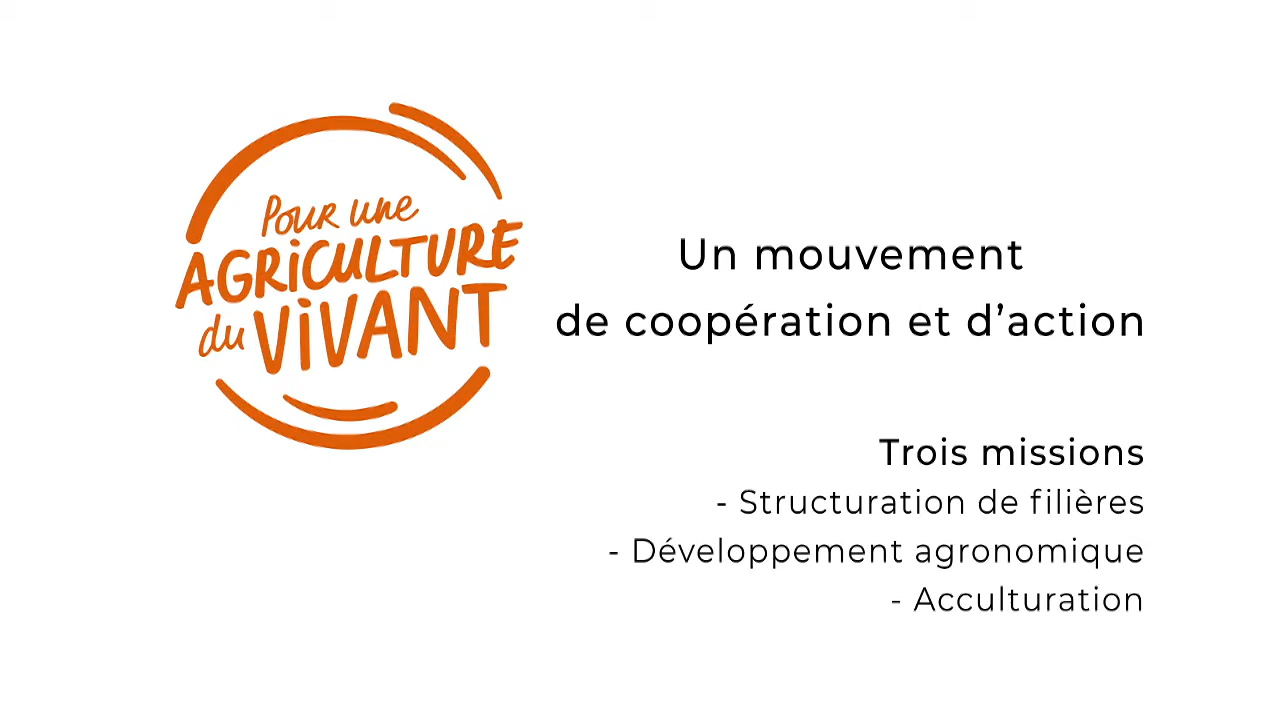 Pour une
AGRiCULTURE
du ViVANT
Un mouvement
de coopération et d’action
Trois missions
- Structuration de filières
- Développement agronomique
- Acculturation